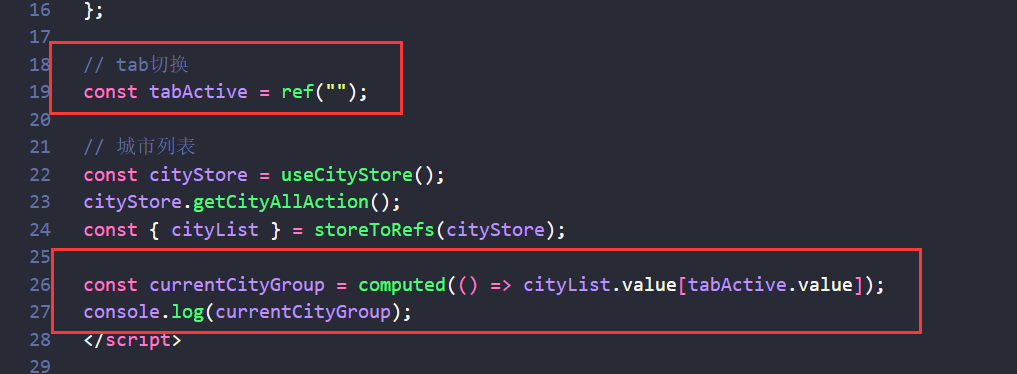 16 };
17
18 // tab切换
19 const tabActive = ref("");
20
21 // 城市列表
22 const cityStore = useCityStore();
23 cityStore.getCityAllAction();
24 const { cityList } = storeToRefs(cityStore);
25
26 const currentCityGroup = computed(() => cityList.value[tabActive.value]);
27 console.log(currentCityGroup);
28 </script>
29